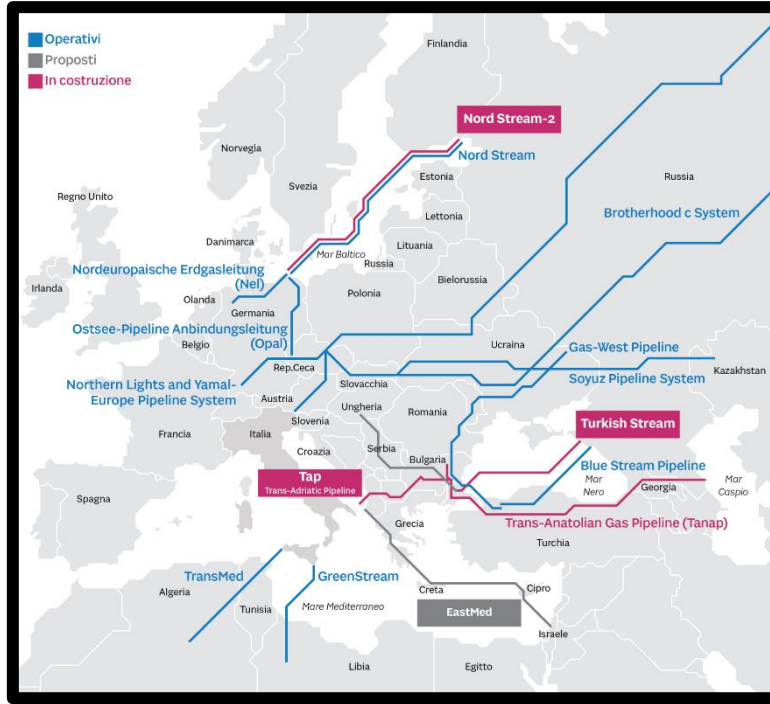 Operativi
Proposti
In costruzione
Finlandia
Norvegia
Nord Stream-2
Nord Stream
Svezia
Estonia
Russia
Regno Unito
Lettonia
Brotherhood c System
Danimarca
Mar Baltico
Lituania
Russia
Nordeuropaische Erdgasleitung
(Nel)
Bielorussia
Irlanda
Olanda
Polonia
Germania
Ostsee-Pipeline Anbindungsleitung
(Opal)
Belgio
Ucraina
Gas-West Pipeline
Rep.Ceca
Kazakhstan
Soyuz Pipeline System
Northern Lights and Yamal-
Europe Pipeline System
Slovacchia
Austria
Ungheria
Romania
Slovenia
Francia
Italia
Turkish Stream
Croazia
Serbia
Bulgaria
Blue Stream Pipeline
Tap
Trans-Adriatic Pipeline
Mar
Nero
Georgia
Mar
Caspio
Spagna
Grecia
Trans-Anatolian Gas Pipeline (Tanap)
Turchia
TransMed
GreenStream
Algeria
Creta
Cipro
Tunisia
Mare Mediterraneo
EastMed
Israele
Libia
Egitto